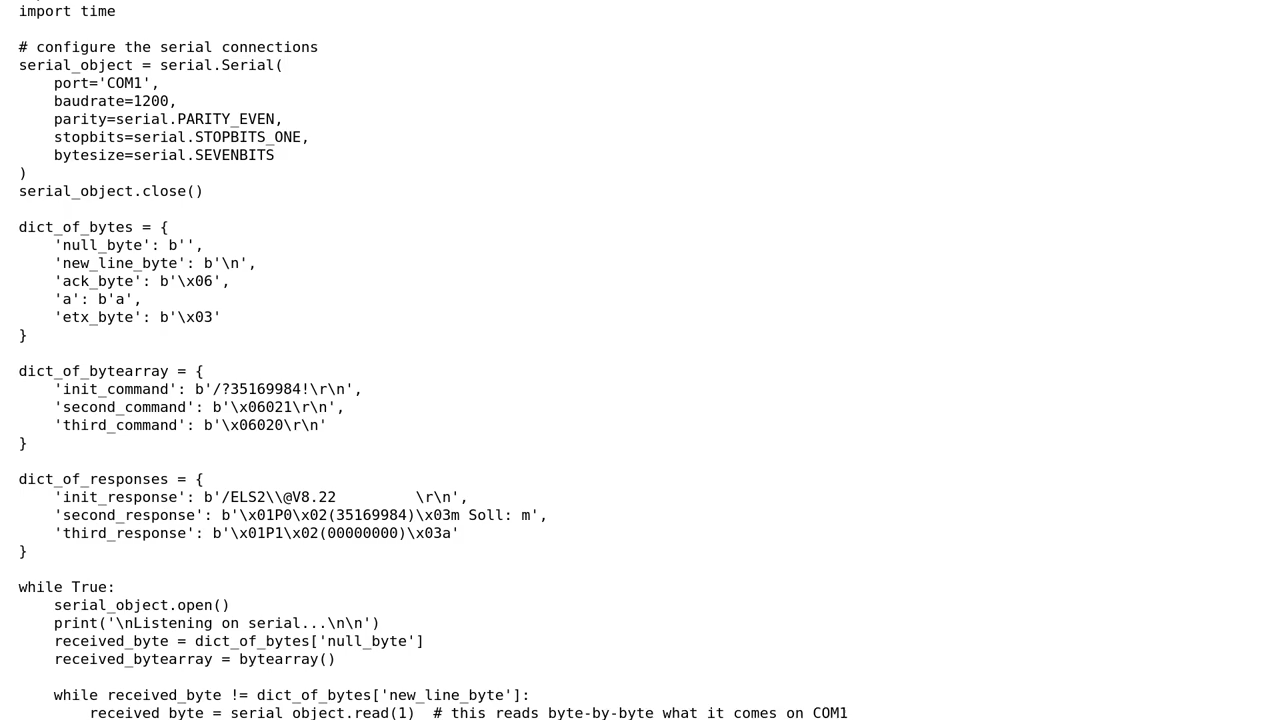 import time

# configure the serial connections
serial_object = serial.Serial(
    port='COM1',
    baudrate=1200,
    parity=serial.PARITY_EVEN,
    stopbits=serial.STOPBITS_ONE,
    bytesize=serial.SEVENBITS
)
serial_object.close()

dict_of_bytes = {
    'null_byte': b'',
    'new_line_byte': b'\n',
    'ack_byte': b'\x06',
    'a': b'a',
    'etx_byte': b'\x03'
}

dict_of_bytearray = {
    'init_command': b'/?35169984!\r\n',
    'second_command': b'\x06021\r\n',
    'third_command': b'\x06020\r\n'
}

dict_of_responses = {
    'init_response': b'/ELS2\\@V8.22         \r\n',
    'second_response': b'\x01P0\x02(35169984)\x03m Soll: m',
    'third_response': b'\x01P1\x02(00000000)\x03a'
}

while True:
    serial_object.open()
    print('\nListening on serial...\n\n')
    received_byte = dict_of_bytes['null_byte']
    received_bytearray = bytearray()

    while received_byte != dict_of_bytes['new_line_byte']:
        received_byte = serial_object.read(1)  # this reads byte-by-byte what it comes on COM1